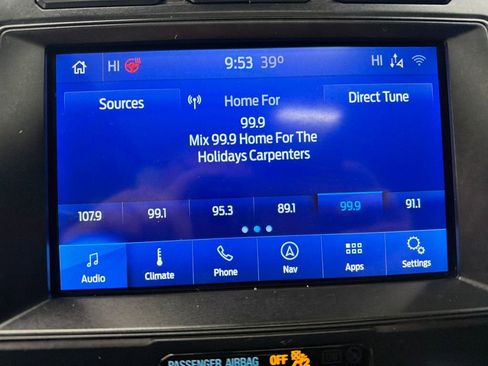 HI 9:53 39° HI
Sources Home For Direct Tune
99.9
Mix 99.9 Home For The
Holidays Carpenters
107.9 99.1 95.3 89.1 99.9 91.1
Audio Climate Phone Nav Apps Settings
PASSENGER AIRBAG OFF